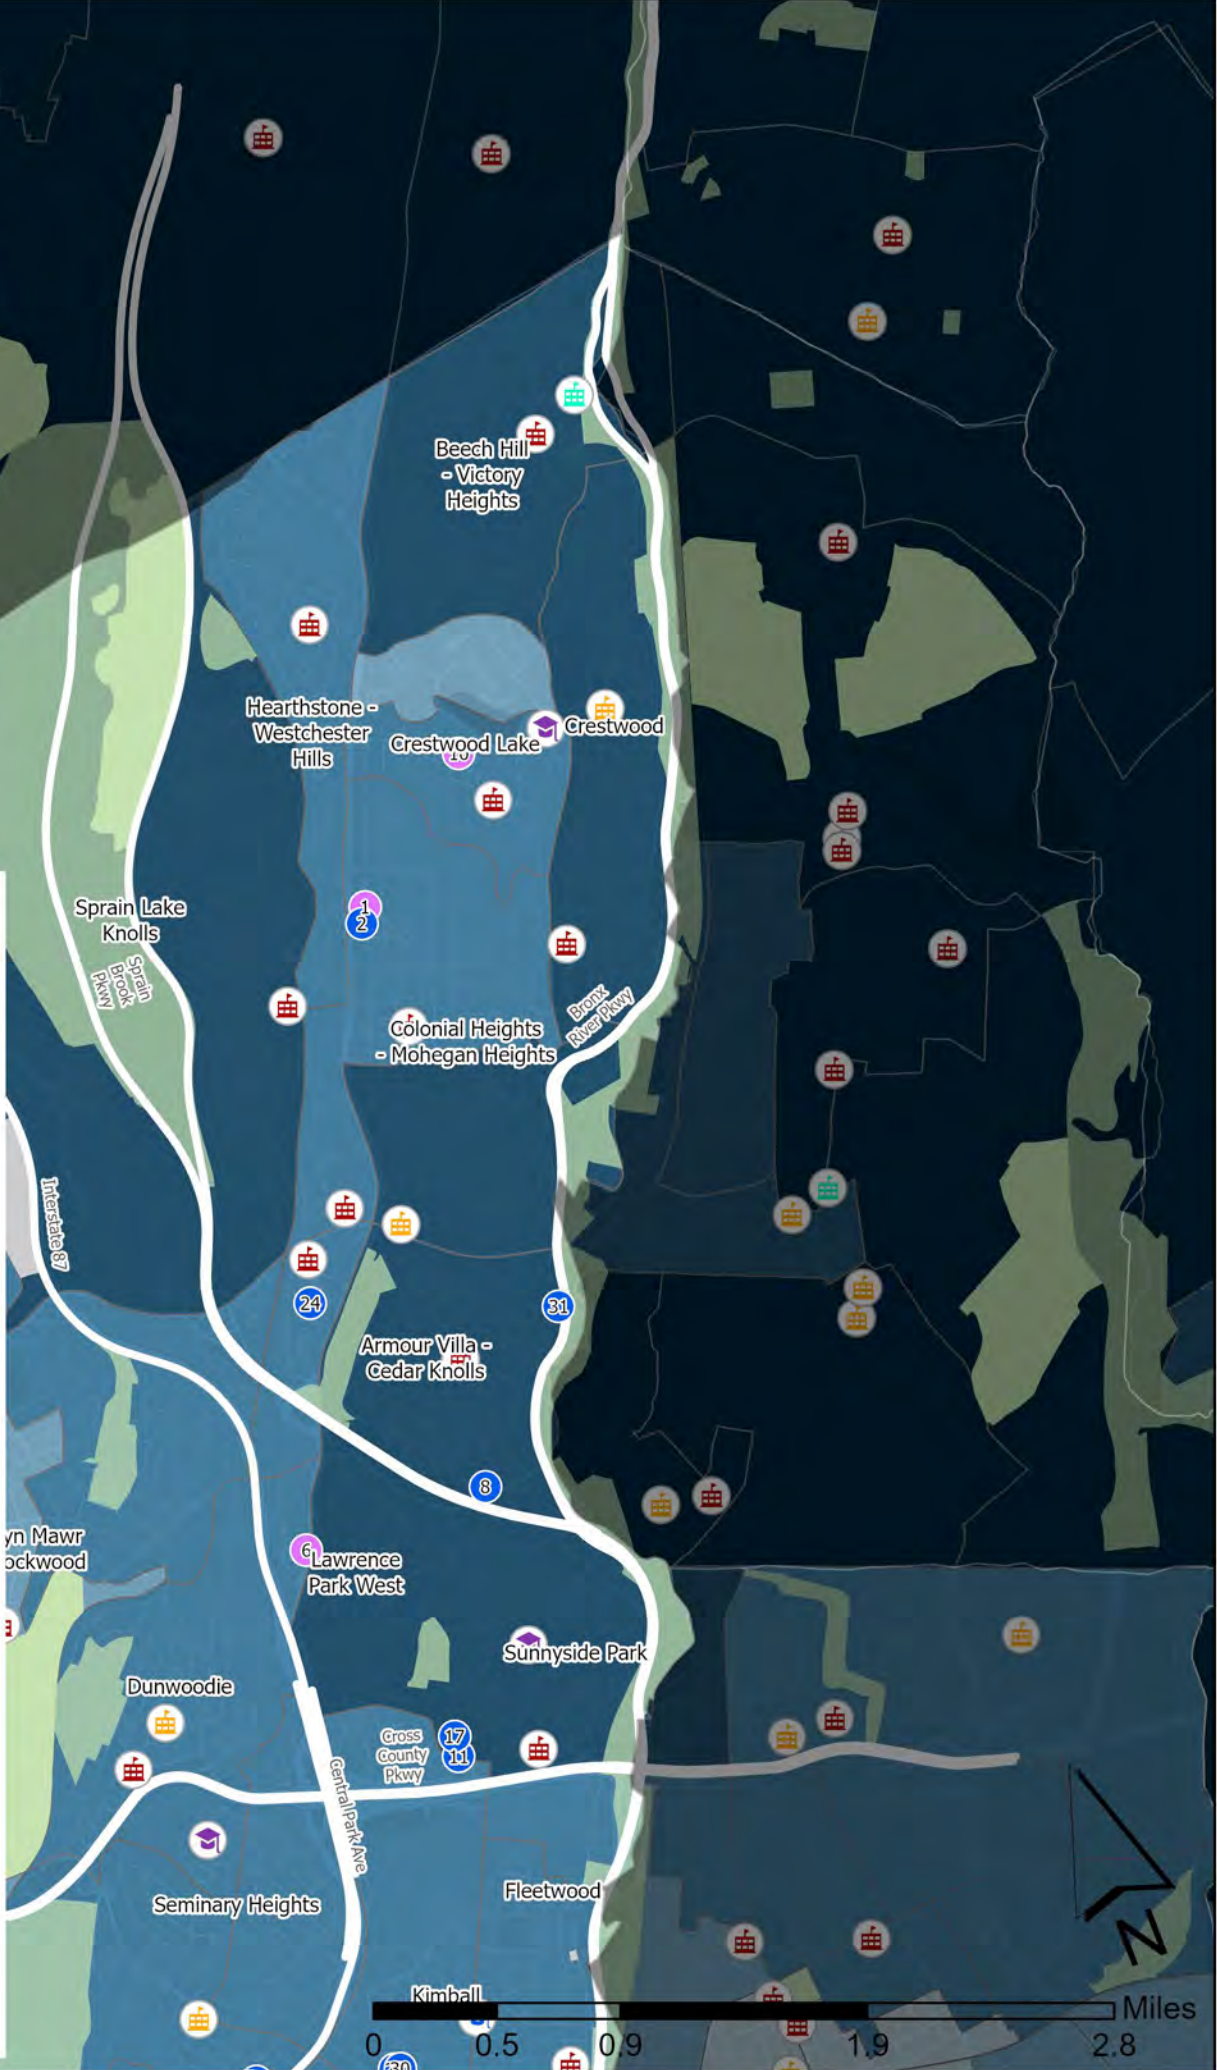 Beech Hill
- Victory
Heights
Hearthstone -
Westchester
Hills
Crestwood
Crestwood Lake
10
1
2
Sprain Lake
Knolls
Sprain
Brook
Pkwy
Bronx
River Pkwy
Colonial Heights
- Mohegan Heights
Interstate 87
24
31
Armour Villa -
Cedar Knolls
8
yn Mawr
ockwood
6
Lawrence
Park West
Sunnyside Park
Dunwoodie
17
11
Cross
County
Pkwy
Central Park Ave
Seminary Heights
Fleetwood
N
Kimball
Miles
0 0.5 0.9 1.9 2.8
30